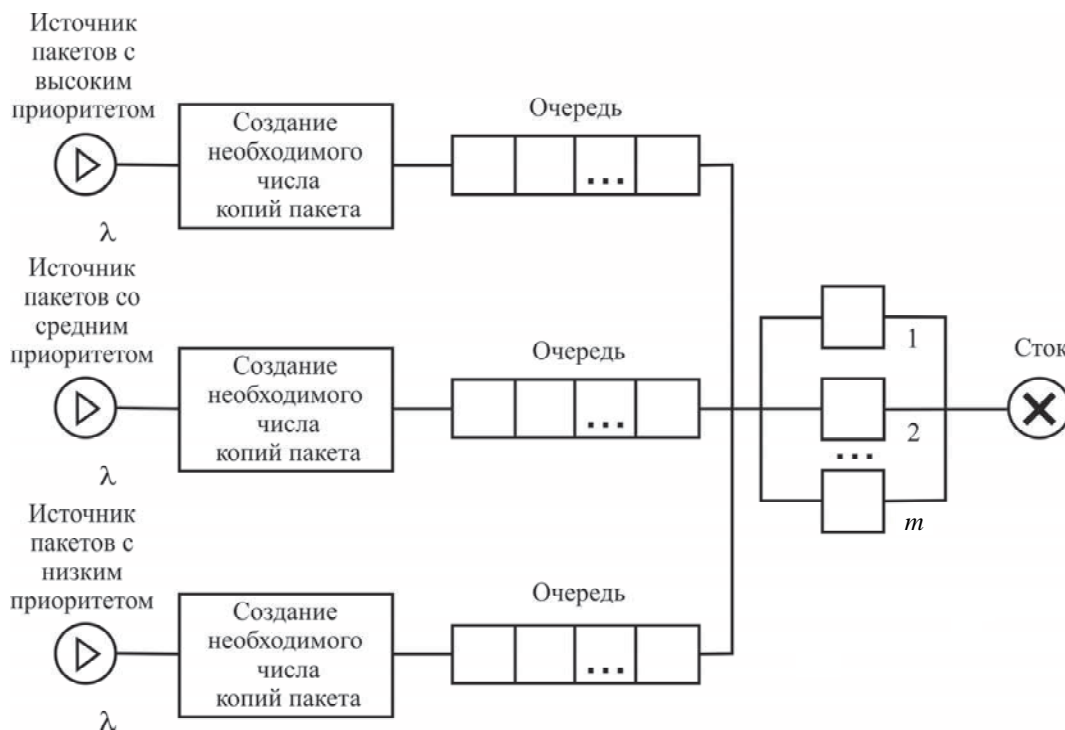 Источник
пакетов с
высоким
приоритетом
λ
Создание
необходимого
числа
копий пакета
Очередь
...
Источник
пакетов со
средним
приоритетом
λ
Создание
необходимого
числа
копий пакета
Очередь
...
Источник
пакетов с
низким
приоритетом
λ
Создание
необходимого
числа
копий пакета
Очередь
...
1
2
...
m
Сток